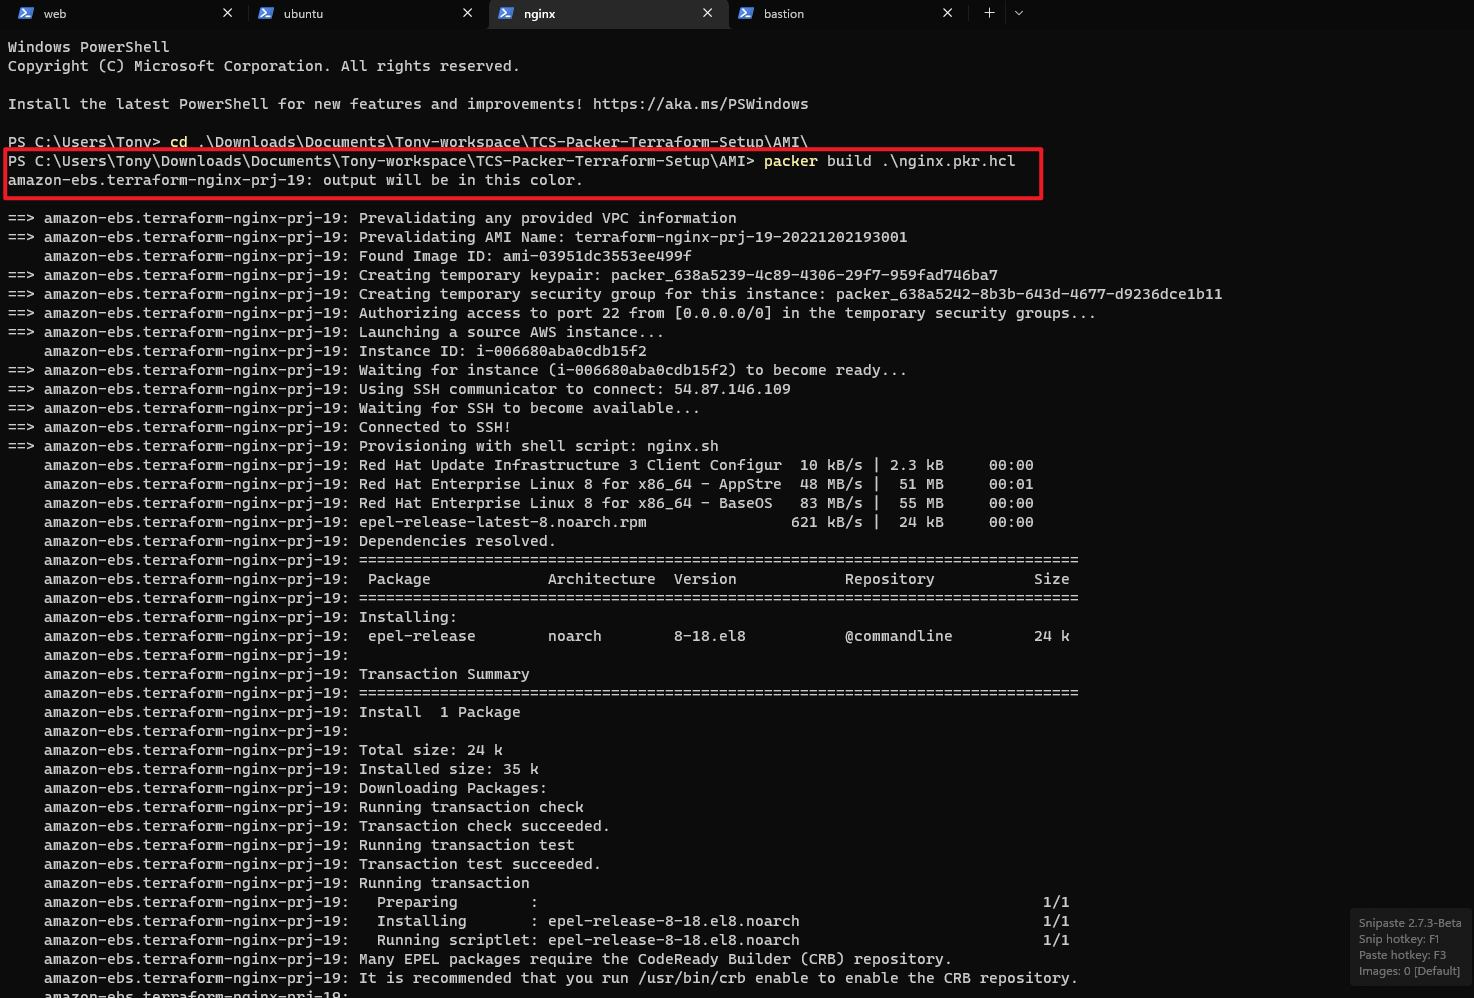 web
ubuntu
nginx
bastion
Windows PowerShell
Copyright (C) Microsoft Corporation. All rights reserved.
Install the latest PowerShell for new features and improvements! https://aka.ms/PSWindows
PS C:\Users\Tony> cd .\Downloads\Documents\Tony-workspace\TCS-Packer-Terraform-Setup\AMI\
PS C:\Users\Tony\Downloads\Documents\Tony-workspace\TCS-Packer-Terraform-Setup\AMI> packer build .\nginx.pkr.hcl
amazon-ebs.terraform-nginx-prj-19: output will be in this color.
==> amazon-ebs.terraform-nginx-prj-19: Prevalidating any provided VPC information
==> amazon-ebs.terraform-nginx-prj-19: Prevalidating AMI Name: terraform-nginx-prj-19-20221202193001
    amazon-ebs.terraform-nginx-prj-19: Found Image ID: ami-03951dc3553ee499f
==> amazon-ebs.terraform-nginx-prj-19: Creating temporary keypair: packer_638a5239-4c89-4306-29f7-959fad746ba7
==> amazon-ebs.terraform-nginx-prj-19: Creating temporary security group for this instance: packer_638a5242-8b3b-643d-4677-d9236dce1b11
==> amazon-ebs.terraform-nginx-prj-19: Authorizing access to port 22 from [0.0.0.0/0] in the temporary security groups...
==> amazon-ebs.terraform-nginx-prj-19: Launching a source AWS instance...
    amazon-ebs.terraform-nginx-prj-19: Instance ID: i-006680aba0cdb15f2
==> amazon-ebs.terraform-nginx-prj-19: Waiting for instance (i-006680aba0cdb15f2) to become ready...
==> amazon-ebs.terraform-nginx-prj-19: Using SSH communicator to connect: 54.87.146.109
==> amazon-ebs.terraform-nginx-prj-19: Waiting for SSH to become available...
==> amazon-ebs.terraform-nginx-prj-19: Connected to SSH!
==> amazon-ebs.terraform-nginx-prj-19: Provisioning with shell script: nginx.sh
    amazon-ebs.terraform-nginx-prj-19: Red Hat Update Infrastructure 3 Client Configur  10 kB/s | 2.3 kB     00:00
    amazon-ebs.terraform-nginx-prj-19: Red Hat Enterprise Linux 8 for x86_64 - AppStre  48 MB/s |  51 MB     00:01
    amazon-ebs.terraform-nginx-prj-19: Red Hat Enterprise Linux 8 for x86_64 - BaseOS   83 MB/s |  55 MB     00:00
    amazon-ebs.terraform-nginx-prj-19: epel-release-latest-8.noarch.rpm                621 kB/s |  24 kB     00:00
    amazon-ebs.terraform-nginx-prj-19: Dependencies resolved.
    amazon-ebs.terraform-nginx-prj-19: ================================================================================
    amazon-ebs.terraform-nginx-prj-19:  Package             Architecture  Version            Repository           Size
    amazon-ebs.terraform-nginx-prj-19: ================================================================================
    amazon-ebs.terraform-nginx-prj-19: Installing:
    amazon-ebs.terraform-nginx-prj-19:  epel-release        noarch        8-18.el8           @commandline         24 k
    amazon-ebs.terraform-nginx-prj-19:
    amazon-ebs.terraform-nginx-prj-19: Transaction Summary
    amazon-ebs.terraform-nginx-prj-19: ================================================================================
    amazon-ebs.terraform-nginx-prj-19: Install  1 Package
    amazon-ebs.terraform-nginx-prj-19:
    amazon-ebs.terraform-nginx-prj-19: Total size: 24 k
    amazon-ebs.terraform-nginx-prj-19: Installed size: 35 k
    amazon-ebs.terraform-nginx-prj-19: Downloading Packages:
    amazon-ebs.terraform-nginx-prj-19: Running transaction check
    amazon-ebs.terraform-nginx-prj-19: Transaction check succeeded.
    amazon-ebs.terraform-nginx-prj-19: Running transaction test
    amazon-ebs.terraform-nginx-prj-19: Transaction test succeeded.
    amazon-ebs.terraform-nginx-prj-19: Running transaction
    amazon-ebs.terraform-nginx-prj-19:   Preparing        :                                                        1/1
    amazon-ebs.terraform-nginx-prj-19:   Installing       : epel-release-8-18.el8.noarch                           1/1
    amazon-ebs.terraform-nginx-prj-19:   Running scriptlet: epel-release-8-18.el8.noarch                           1/1
    amazon-ebs.terraform-nginx-prj-19: Many EPEL packages require the CodeReady Builder (CRB) repository.
    amazon-ebs.terraform-nginx-prj-19: It is recommended that you run /usr/bin/crb enable to enable the CRB repository.
    amazon-ebs.terraform-nginx-prj-19:
Snipaste 2.7.3-Beta
Snip hotkey: F1
Paste hotkey: F3
Images: 0 [Default]